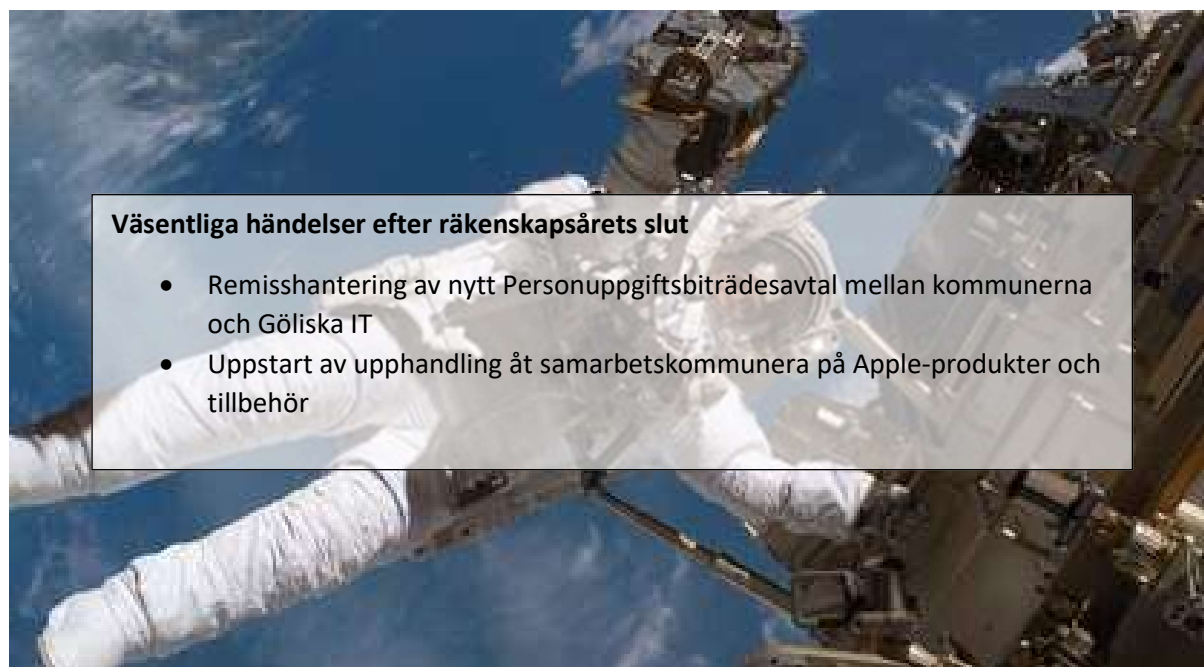 Väsentliga händelser efter räkenskapsårets slut
• Remisshantering av nytt Personuppgiftsbiträdesavtal mellan kommunerna
och Göliska IT
• Uppstart av upphandling åt samarbetskommunera på Apple-produkter och
tillbehör